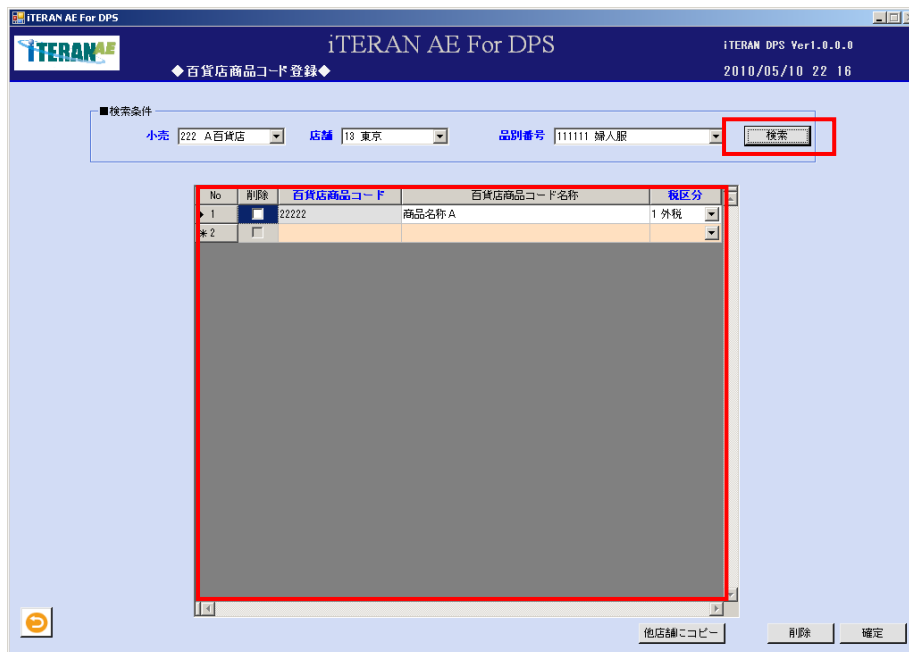 iTERAN AE For DPS
iTERAN AE
iTERAN AE For DPS
iTERAN DPS Ver1.0.0.0
◆百貨店商品コード登録◆
2010/05/10 22 16
■検索条件
小売 222 A百貨店 店舗 13 東京 品別番号 111111 婦人服 検索
No 削除 百貨店商品コード 百貨店商品コード名称 税区分
1 22222 商品名称A 1 外税
* 2
他店舗にコピー 削除 確定